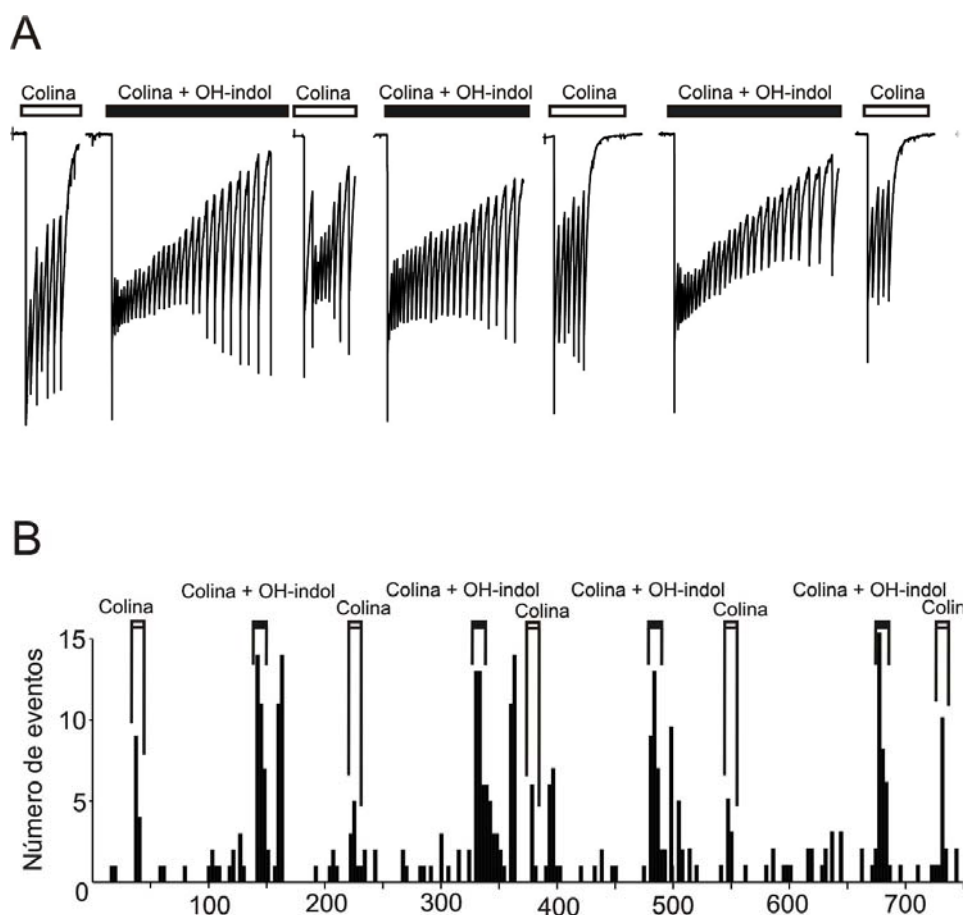 A
Colina Colina + OH-indol Colina Colina + OH-indol Colina Colina + OH-indol Colina
B
Colina + OH-indol Colina + OH-indol Colina + OH-indol Colina + OH-indol
Colina Colina Colina Colina Colina
15
10
5
0
Número de eventos
100 200 300 400 500 600 700